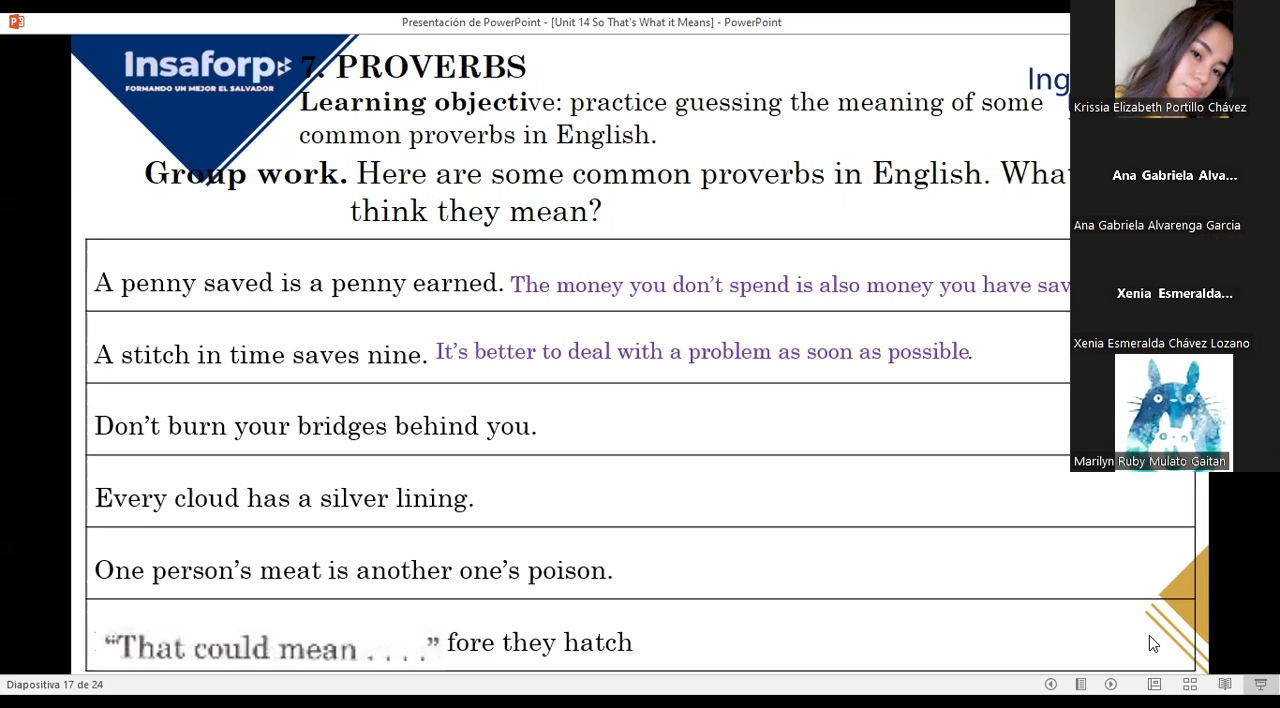 Presentación de PowerPoint - [Unit 14 So That's What it Means] - PowerPoint
Insaforp
FORMANDO UN MEJOR EL SALVADOR
7. PROVERBS
Ing
Learning objective: practice guessing the meaning of some
common proverbs in English.
Group work. Here are some common proverbs in English. What
think they mean?
A penny saved is a penny earned. The money you don't spend is also money you have sav
A stitch in time saves nine. It's better to deal with a problem as soon as possible.
Don't burn your bridges behind you.
Every cloud has a silver lining.
One person's meat is another one's poison.
"That could mean . . . ." fore they hatch
Diapositiva 17 de 24
Krissia Elizabeth Portillo Chávez
Ana Gabriela Alva...
Ana Gabriela Alvarenga Garcia
Xenia Esmeralda...
Xenia Esmeralda Chávez Lozano
Marilyn Ruby Mulato Gaitan